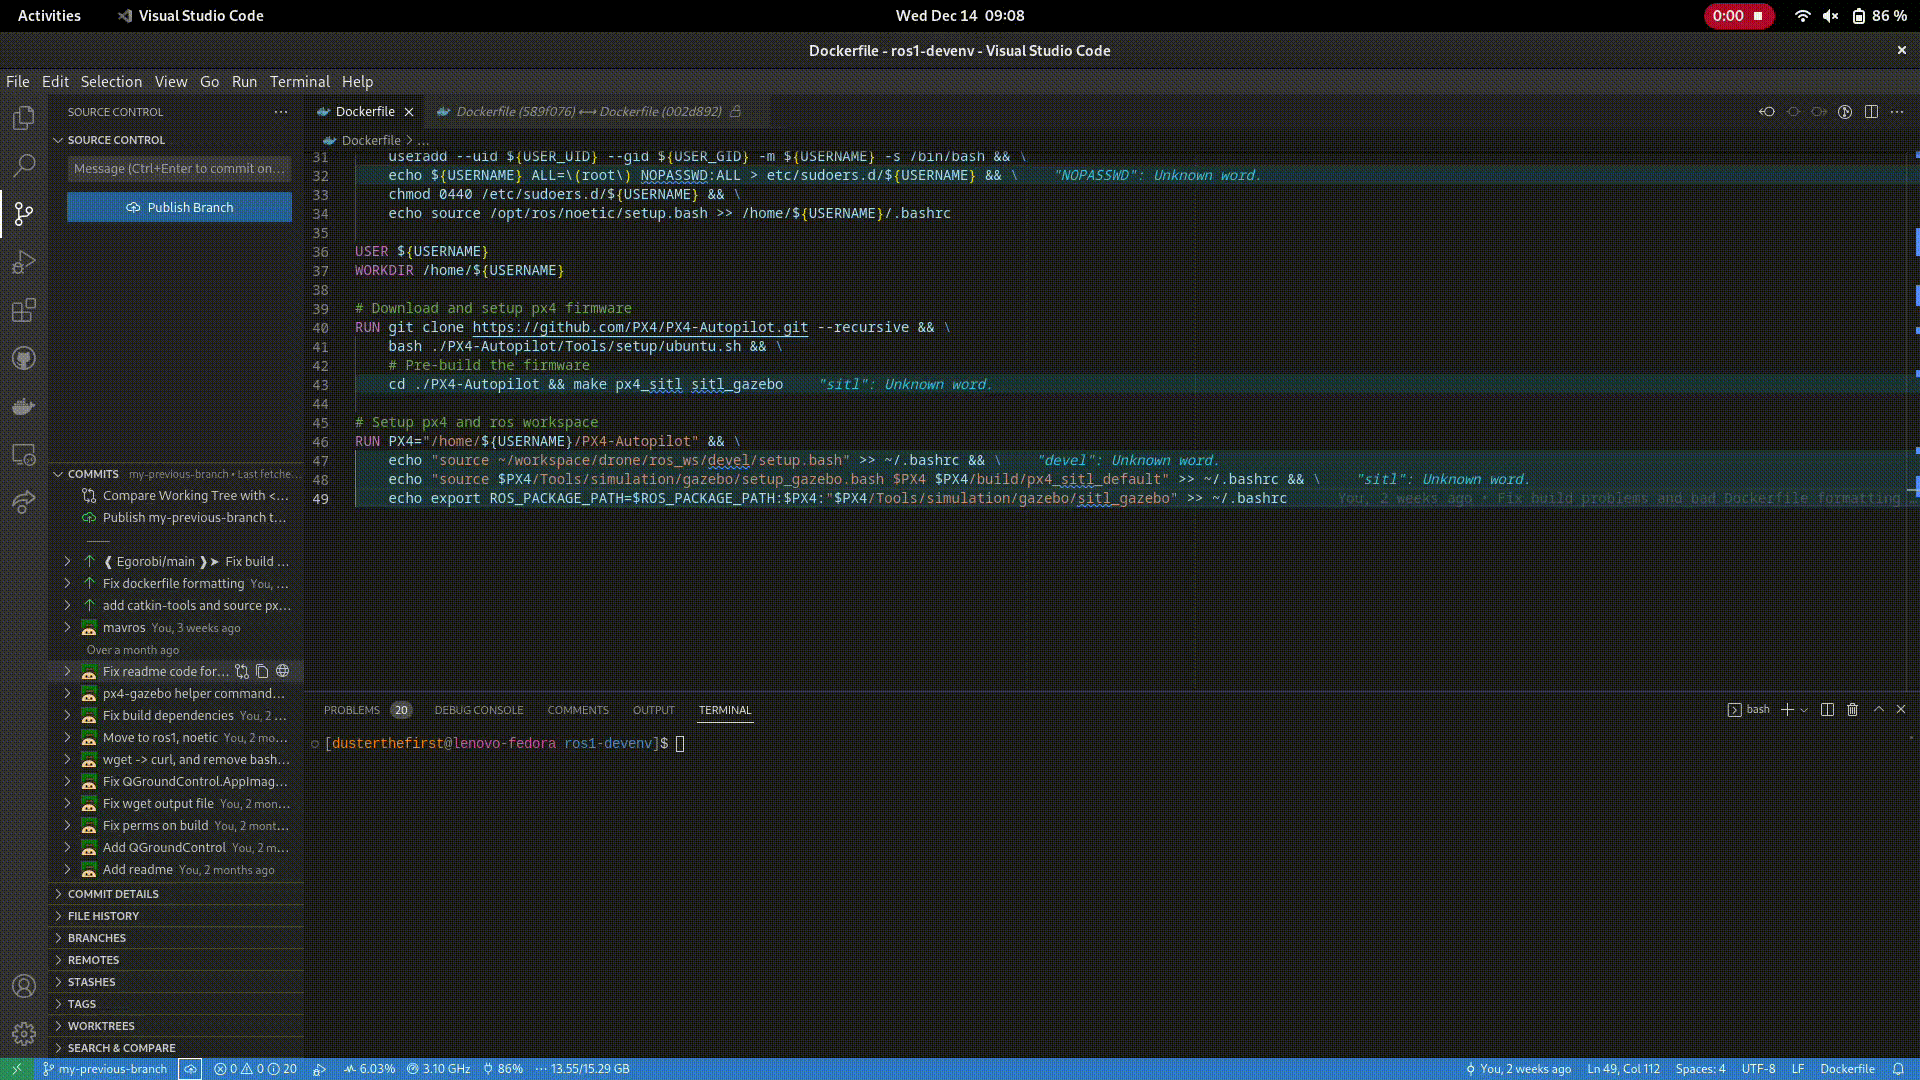 Activities Visual Studio Code Wed Dec 14 09:08 0:00 86 %
Dockerfile - ros1-devenv - Visual Studio Code
File Edit Selection View Go Run Terminal Help
SOURCE CONTROL
SOURCE CONTROL
Message (Ctrl+Enter to commit on...
Publish Branch
COMMITS my-previous-branch • Last fetche...
Compare Working Tree with <...
Publish my-previous-branch t...
❰ Egorobi/main ❱➤ Fix build ...
Fix dockerfile formatting You, ...
add catkin-tools and source px...
mavros You, 3 weeks ago
Over a month ago
Fix readme code for...
px4-gazebo helper command...
Fix build dependencies You, 2 ...
Move to ros1, noetic You, 2 mo...
wget -> curl, and remove bash...
Fix QGroundControl.AppImag...
Fix wget output file You, 2 mon...
Fix perms on build You, 2 mont...
Add QGroundControl You, 2 m...
Add readme You, 2 months ago
COMMIT DETAILS
FILE HISTORY
BRANCHES
REMOTES
STASHES
TAGS
WORKTREES
SEARCH & COMPARE
Dockerfile Dockerfile (589f076) ⟷ Dockerfile (002d892)
Dockerfile > ...
31 useradd --uid ${USER_UID} --gid ${USER_GID} -m ${USERNAME} -s /bin/bash && \
32 echo ${USERNAME} ALL=\(root\) NOPASSWD:ALL > etc/sudoers.d/${USERNAME} && \ "NOPASSWD": Unknown word.
33 chmod 0440 /etc/sudoers.d/${USERNAME} && \
34 echo source /opt/ros/noetic/setup.bash >> /home/${USERNAME}/.bashrc
35
36 USER ${USERNAME}
37 WORKDIR /home/${USERNAME}
38
39 # Download and setup px4 firmware
40 RUN git clone https://github.com/PX4/PX4-Autopilot.git --recursive && \
41 bash ./PX4-Autopilot/Tools/setup/ubuntu.sh && \
42 # Pre-build the firmware
43 cd ./PX4-Autopilot && make px4_sitl sitl_gazebo "sitl": Unknown word.
44
45 # Setup px4 and ros workspace
46 RUN PX4="/home/${USERNAME}/PX4-Autopilot" && \
47 echo "source ~/workspace/drone/ros_ws/devel/setup.bash" >> ~/.bashrc && \ "devel": Unknown word.
48 echo "source $PX4/Tools/simulation/gazebo/setup_gazebo.bash $PX4 $PX4/build/px4_sitl_default" >> ~/.bashrc && \ "sitl": Unknown word.
49 echo export ROS_PACKAGE_PATH=$ROS_PACKAGE_PATH:$PX4:"$PX4/Tools/simulation/gazebo/sitl_gazebo" >> ~/.bashrc You, 2 weeks ago • Fix build problems and bad Dockerfile formatting
PROBLEMS 20 DEBUG CONSOLE COMMENTS OUTPUT TERMINAL bash
[dusterthefirst@lenovo-fedora ros1-devenv]$
my-previous-branch 0 0 20 6.03% 3.10 GHz 86% 13.55/15.29 GB You, 2 weeks ago Ln 49, Col 112 Spaces: 4 UTF-8 LF Dockerfile